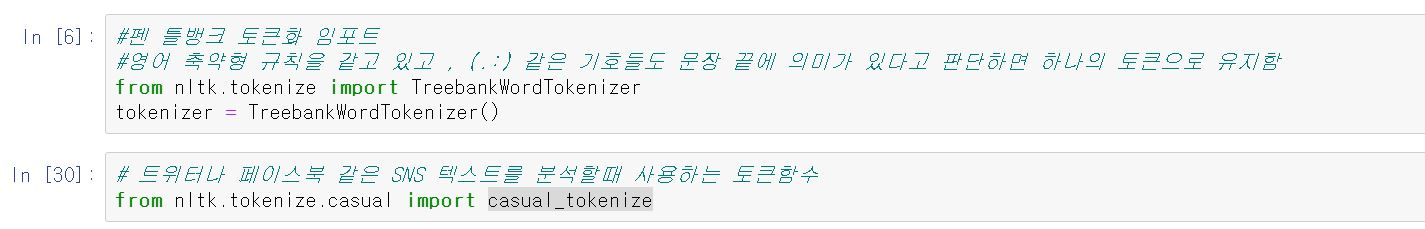 In [6]: #펜 틀뱅크 토큰화 임포트
#영어 축약형 규칙을 같고 있고 , (.:) 같은 기호들도 문장 끝에 의미가 있다고 판단하면 하나의 토큰으로 유지함
from nltk.tokenize import TreebankWordTokenizer
tokenizer = TreebankWordTokenizer()
In [30]: # 트위터나 페이스북 같은 SNS 텍스트를 분석할때 사용하는 토큰함수
from nltk.tokenize.casual import casual_tokenize